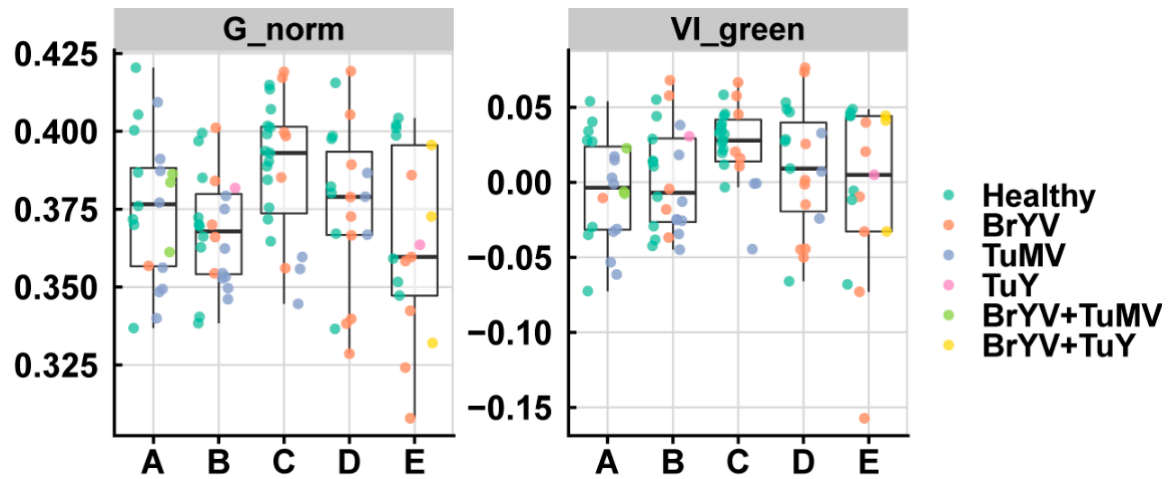 G_norm
0.425
0.400
0.375
0.350
0.325
A B C D E
VI_green
0.05
0.00
−0.05
−0.10
−0.15
A B C D E
Healthy
BrYV
TuMV
TuY
BrYV+TuMV
BrYV+TuY